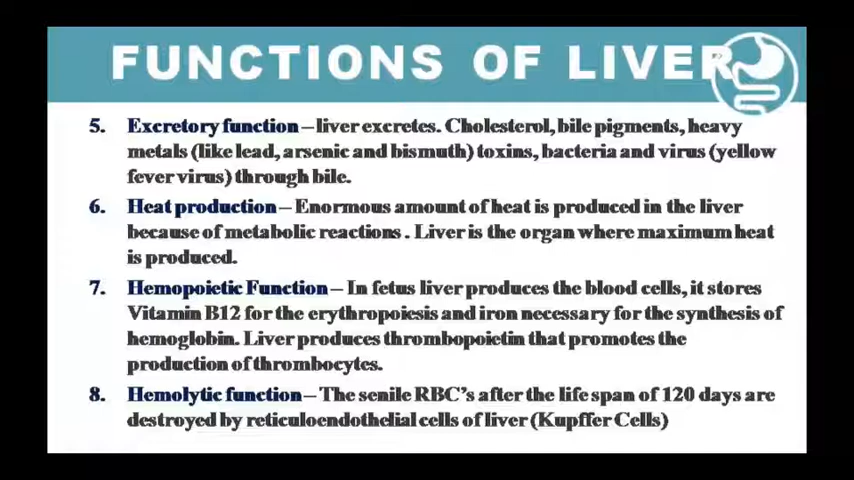 FUNCTIONS OF LIVER
5. Excretory function – liver excretes. Cholesterol, bile pigments, heavy
metals (like lead, arsenic and bismuth) toxins, bacteria and virus (yellow
fever virus) through bile.
6. Heat production – Enormous amount of heat is produced in the liver
because of metabolic reactions . Liver is the organ where maximum heat
is produced.
7. Hemopoietic Function – In fetus liver produces the blood cells, it stores
Vitamin B12 for the erythropoiesis and iron necessary for the synthesis of
hemoglobin. Liver produces thrombopoietin that promotes the
production of thrombocytes.
8. Hemolytic function – The senile RBC's after the life span of 120 days are
destroyed by reticuloendothelial cells of liver (Kupffer Cells)